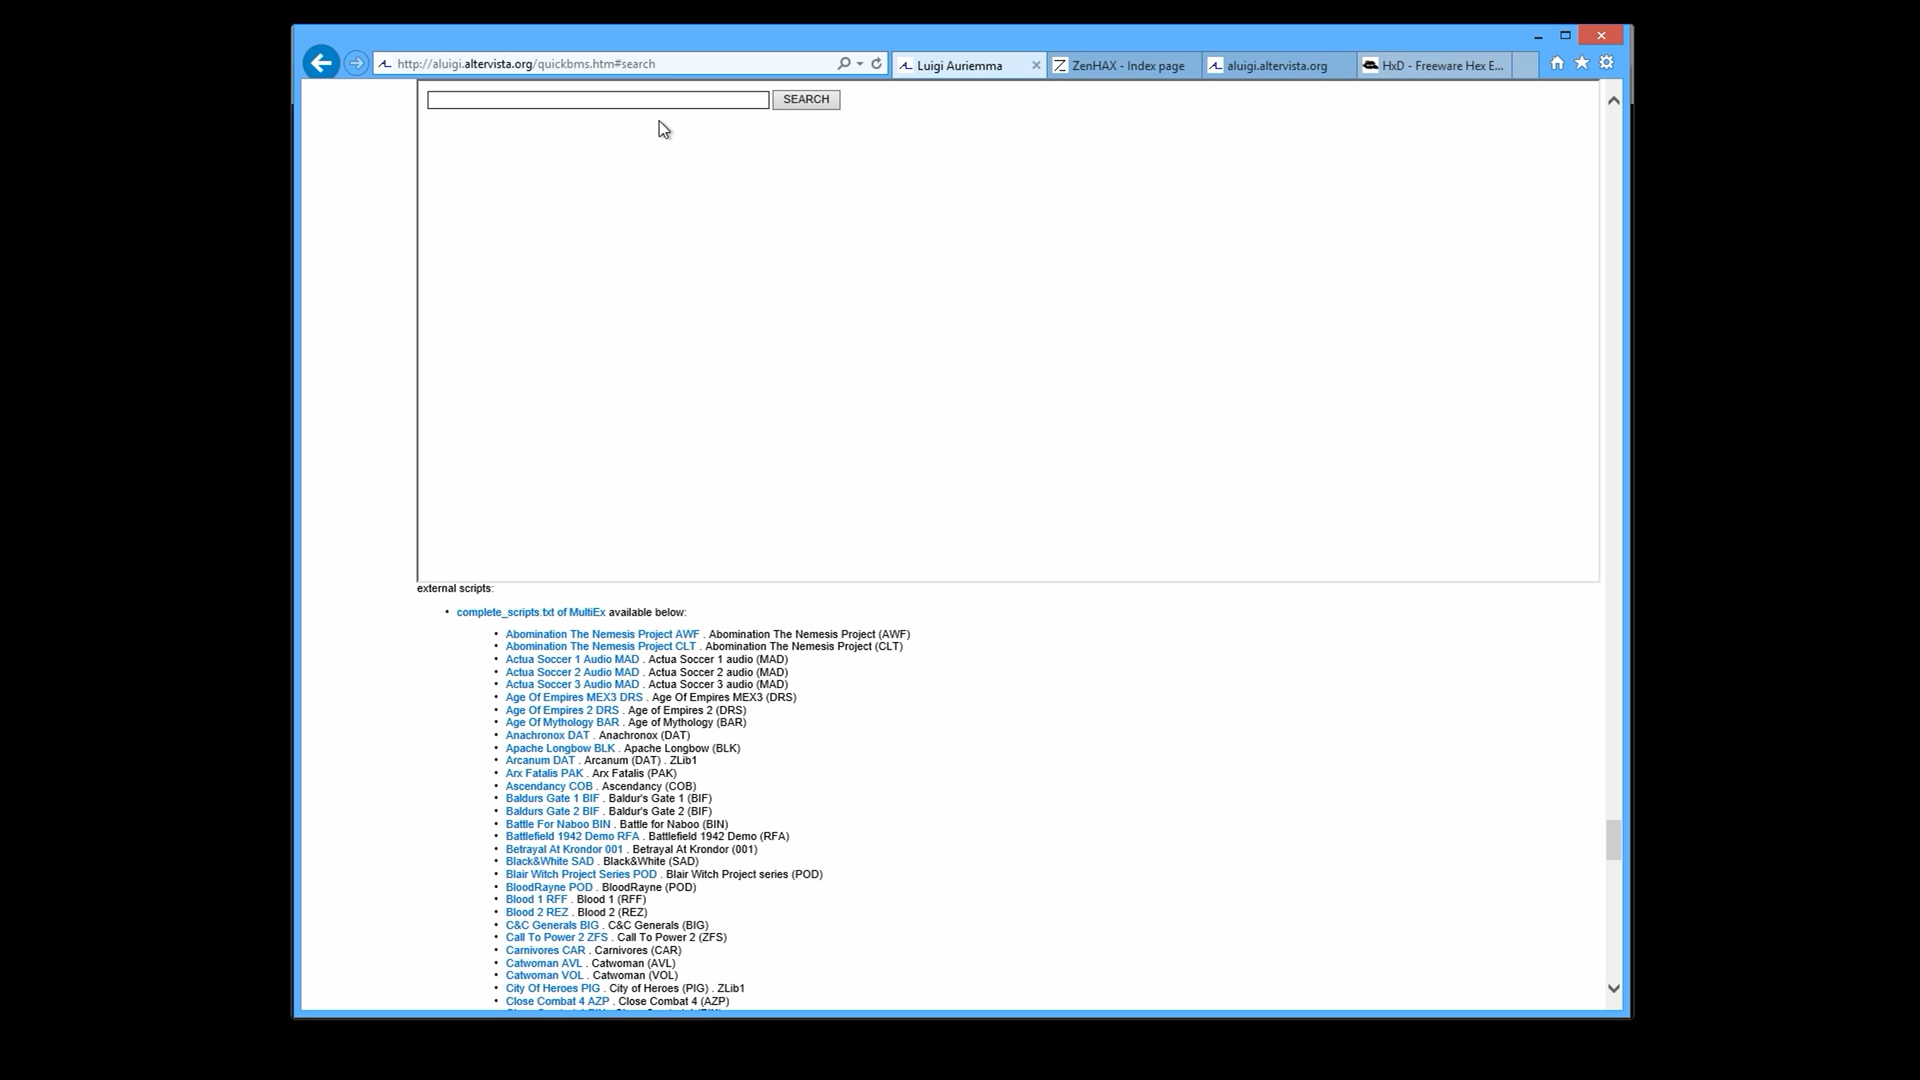 http://aluigi.altervista.org/quickbms.htm#search
Luigi Auriemma
ZenHAX - Index page
aluigi.altervista.org
HxD - Freeware Hex E...
SEARCH
external scripts:
• complete_scripts.txt of MultiEx available below:
• Abomination The Nemesis Project AWF . Abomination The Nemesis Project (AWF)
• Abomination The Nemesis Project CLT . Abomination The Nemesis Project (CLT)
• Actua Soccer 1 Audio MAD . Actua Soccer 1 audio (MAD)
• Actua Soccer 2 Audio MAD . Actua Soccer 2 audio (MAD)
• Actua Soccer 3 Audio MAD . Actua Soccer 3 audio (MAD)
• Age Of Empires MEX3 DRS . Age Of Empires MEX3 (DRS)
• Age Of Empires 2 DRS . Age of Empires 2 (DRS)
• Age Of Mythology BAR . Age of Mythology (BAR)
• Anachronox DAT . Anachronox (DAT)
• Apache Longbow BLK . Apache Longbow (BLK)
• Arcanum DAT . Arcanum (DAT) . ZLib1
• Arx Fatalis PAK . Arx Fatalis (PAK)
• Ascendancy COB . Ascendancy (COB)
• Baldurs Gate 1 BIF . Baldur's Gate 1 (BIF)
• Baldurs Gate 2 BIF . Baldur's Gate 2 (BIF)
• Battle For Naboo BIN . Battle for Naboo (BIN)
• Battlefield 1942 Demo RFA . Battlefield 1942 Demo (RFA)
• Betrayal At Krondor 001 . Betrayal At Krondor (001)
• Black&White SAD . Black&White (SAD)
• Blair Witch Project Series POD . Blair Witch Project series (POD)
• BloodRayne POD . BloodRayne (POD)
• Blood 1 RFF . Blood 1 (RFF)
• Blood 2 REZ . Blood 2 (REZ)
• C&C Generals BIG . C&C Generals (BIG)
• Call To Power 2 ZFS . Call To Power 2 (ZFS)
• Carnivores CAR . Carnivores (CAR)
• Catwoman AVL . Catwoman (AVL)
• Catwoman VOL . Catwoman (VOL)
• City Of Heroes PIG . City of Heroes (PIG) . ZLib1
• Close Combat 4 AZP . Close Combat 4 (AZP)